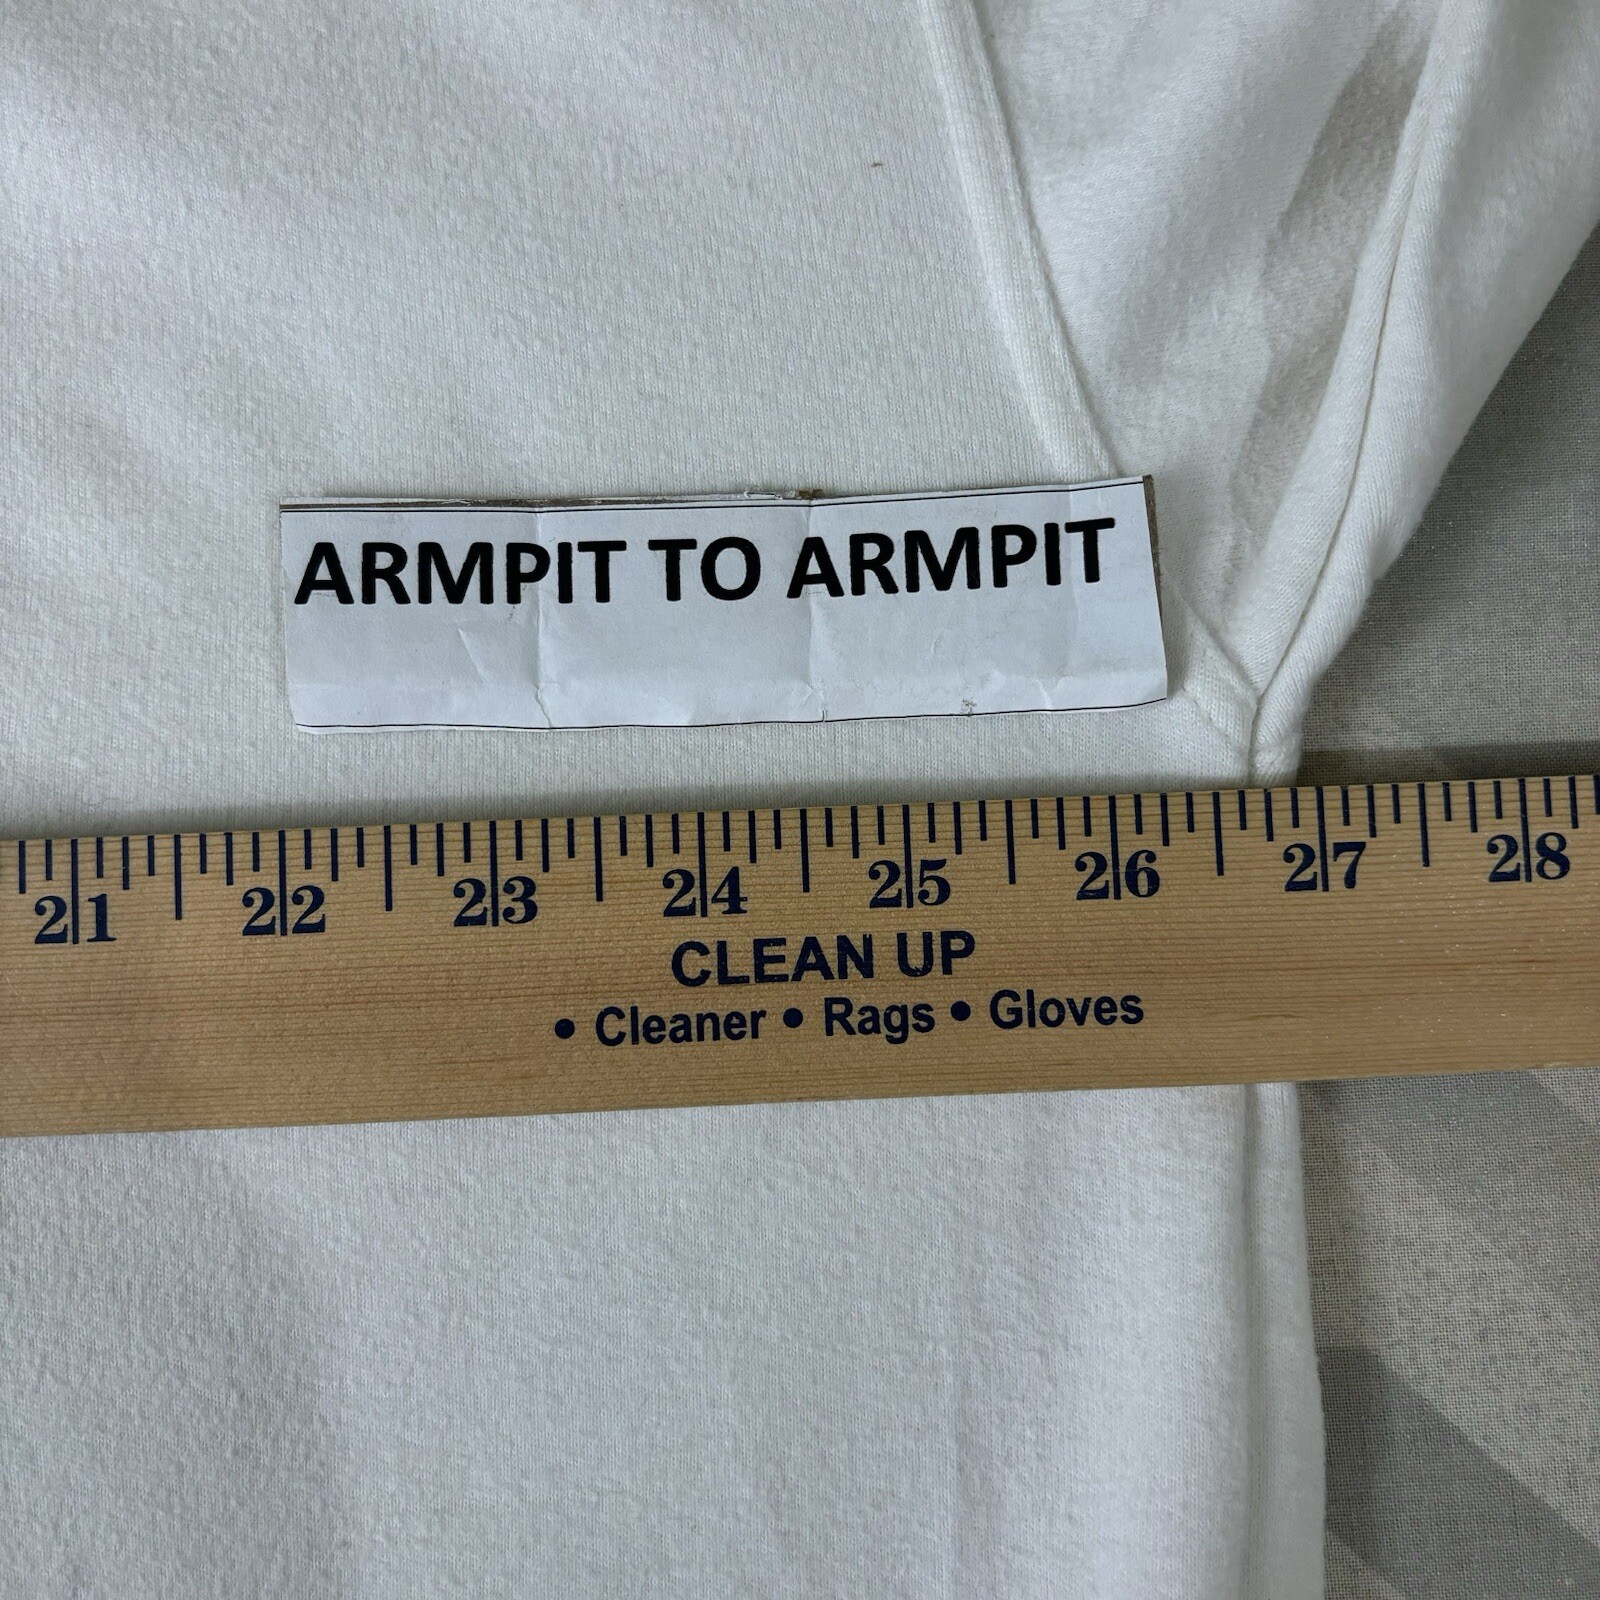 ARMPIT TO ARMPIT
21 22 23 24 25 26 27 28
CLEAN UP
• Cleaner • Rags • Gloves